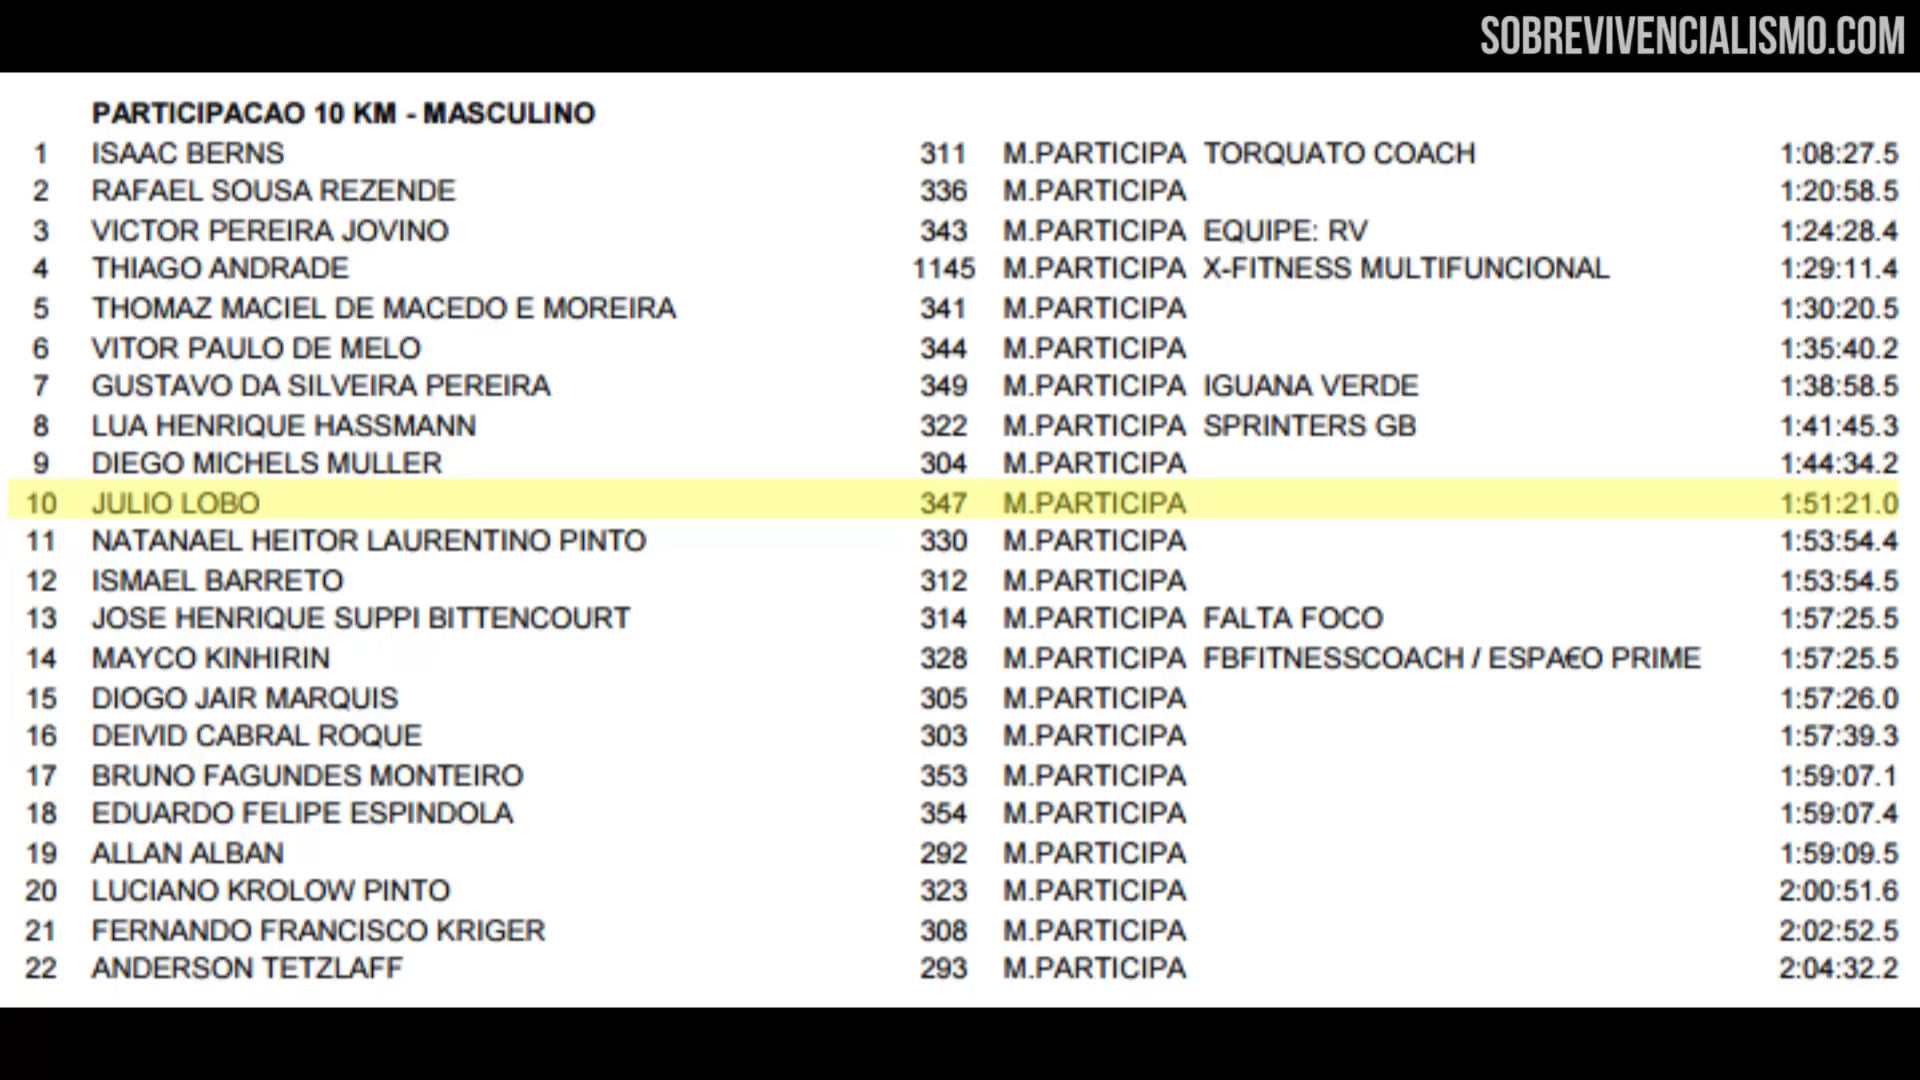 SOBREVIVENCIALISMO.COM
PARTICIPACAO 10 KM - MASCULINO
1 ISAAC BERNS 311 M.PARTICIPA TORQUATO COACH 1:08:27.5
2 RAFAEL SOUSA REZENDE 336 M.PARTICIPA 1:20:58.5
3 VICTOR PEREIRA JOVINO 343 M.PARTICIPA EQUIPE: RV 1:24:28.4
4 THIAGO ANDRADE 1145 M.PARTICIPA X-FITNESS MULTIFUNCIONAL 1:29:11.4
5 THOMAZ MACIEL DE MACEDO E MOREIRA 341 M.PARTICIPA 1:30:20.5
6 VITOR PAULO DE MELO 344 M.PARTICIPA 1:35:40.2
7 GUSTAVO DA SILVEIRA PEREIRA 349 M.PARTICIPA IGUANA VERDE 1:38:58.5
8 LUA HENRIQUE HASSMANN 322 M.PARTICIPA SPRINTERS GB 1:41:45.3
9 DIEGO MICHELS MULLER 304 M.PARTICIPA 1:44:34.2
10 JULIO LOBO 347 M.PARTICIPA 1:51:21.0
11 NATANAEL HEITOR LAURENTINO PINTO 330 M.PARTICIPA 1:53:54.4
12 ISMAEL BARRETO 312 M.PARTICIPA 1:53:54.5
13 JOSE HENRIQUE SUPPI BITTENCOURT 314 M.PARTICIPA FALTA FOCO 1:57:25.5
14 MAYCO KINHIRIN 328 M.PARTICIPA FBFITNESSCOACH / ESPA€O PRIME 1:57:25.5
15 DIOGO JAIR MARQUIS 305 M.PARTICIPA 1:57:26.0
16 DEIVID CABRAL ROQUE 303 M.PARTICIPA 1:57:39.3
17 BRUNO FAGUNDES MONTEIRO 353 M.PARTICIPA 1:59:07.1
18 EDUARDO FELIPE ESPINDOLA 354 M.PARTICIPA 1:59:07.4
19 ALLAN ALBAN 292 M.PARTICIPA 1:59:09.5
20 LUCIANO KROLOW PINTO 323 M.PARTICIPA 2:00:51.6
21 FERNANDO FRANCISCO KRIGER 308 M.PARTICIPA 2:02:52.5
22 ANDERSON TETZLAFF 293 M.PARTICIPA 2:04:32.2